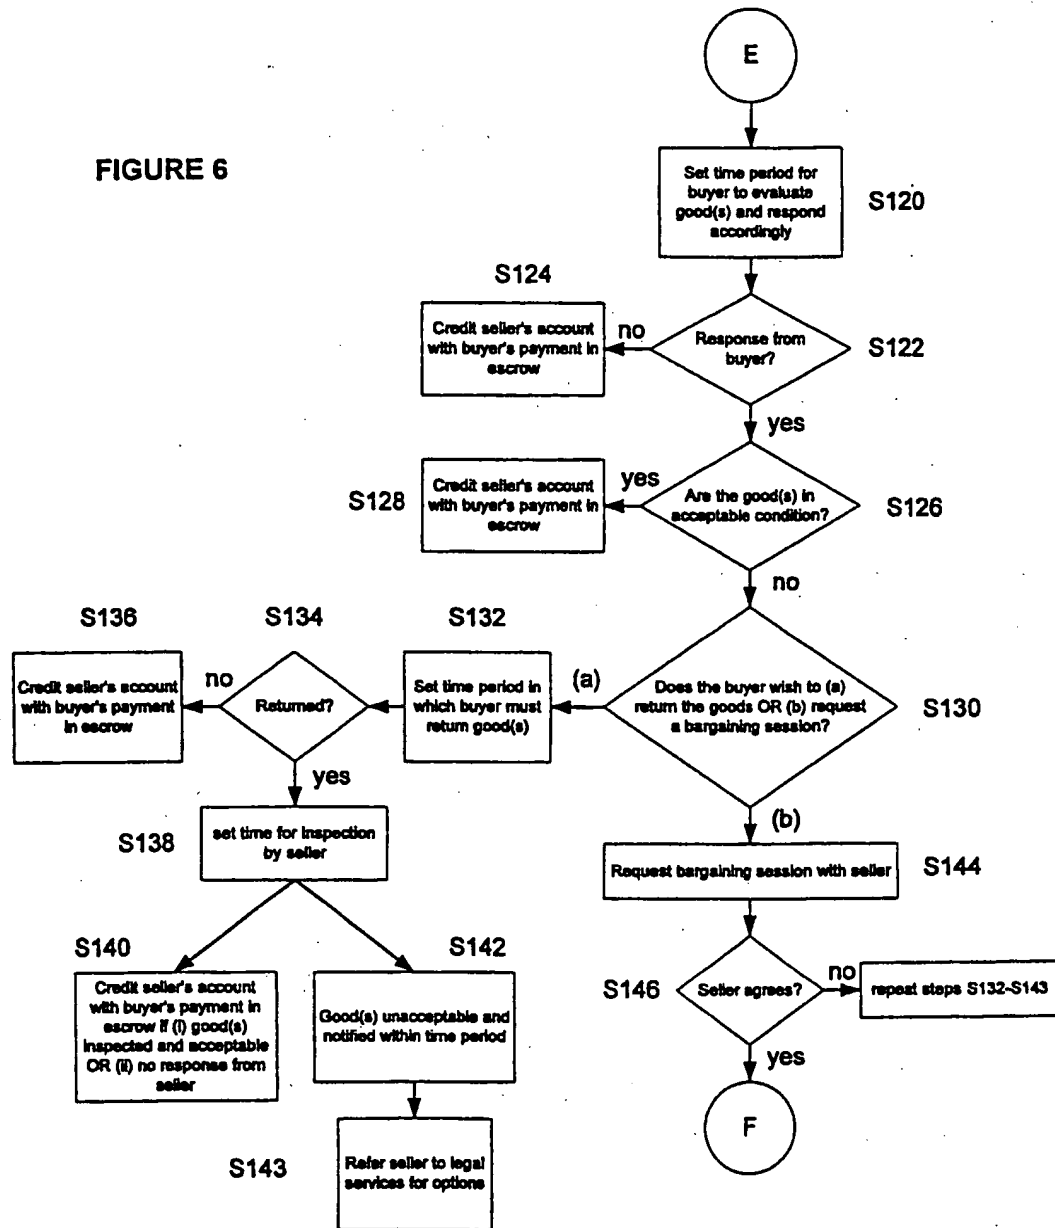 E
FIGURE 6
Set time period for
buyer to evaluate
good(s) and respond
accordingly
S120
S124
Credit seller's account
with buyer's payment in
escrow
no
Response from
buyer?
S122
yes
S128
Credit seller's account
with buyer's payment in
escrow
yes
Are the good(s) in
acceptable condition?
S126
no
S136
S134
S132
Credit seller's account
with buyer's payment
in escrow
no
Returned?
Set time period in
which buyer must
return good(s)
(a)
Does the buyer wish to (a)
return the goods OR (b) request
a bargaining session?
S130
yes
(b)
S138
set time for inspection
by seller
Request bargaining session with seller
S144
S140
S142
Credit seller's account
with buyer's payment in
escrow if (i) good(s)
inspected and acceptable
OR (ii) no response from
seller
Good(s) unacceptable and
notified within time period
S146
Seller agrees?
no
repeat steps S132-S143
yes
F
S143
Refer seller to legal
services for options